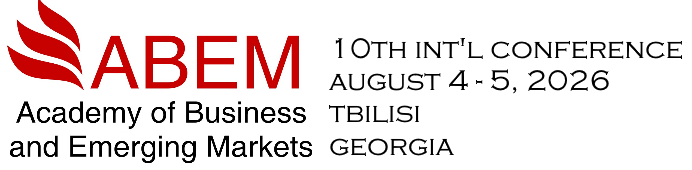 ABEM
Academy of Business
and Emerging Markets
10TH INT'L CONFERENCE
AUGUST 4 - 5, 2026
TBILISI
GEORGIA